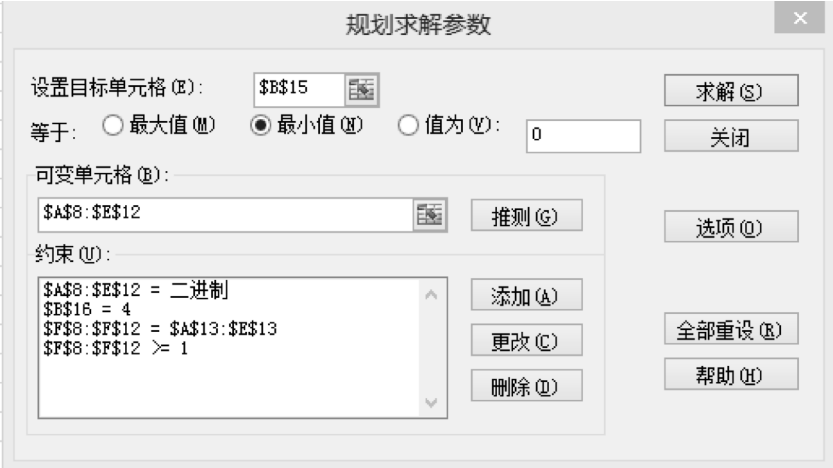 规划求解参数
×
设置目标单元格(E): $B$15 求解(S)
等于: 最大值(M) 最小值(N) 值为(V): 0 关闭
可变单元格(B):
$A$8:$E$12 推测(G) 选项(O)
约束(U):
$A$8:$E$12 = 二进制 添加(A)
$B$16 = 4
$F$8:$F$12 = $A$13:$E$13 更改(C) 全部重设(R)
$F$8:$F$12 >= 1
删除(D) 帮助(H)